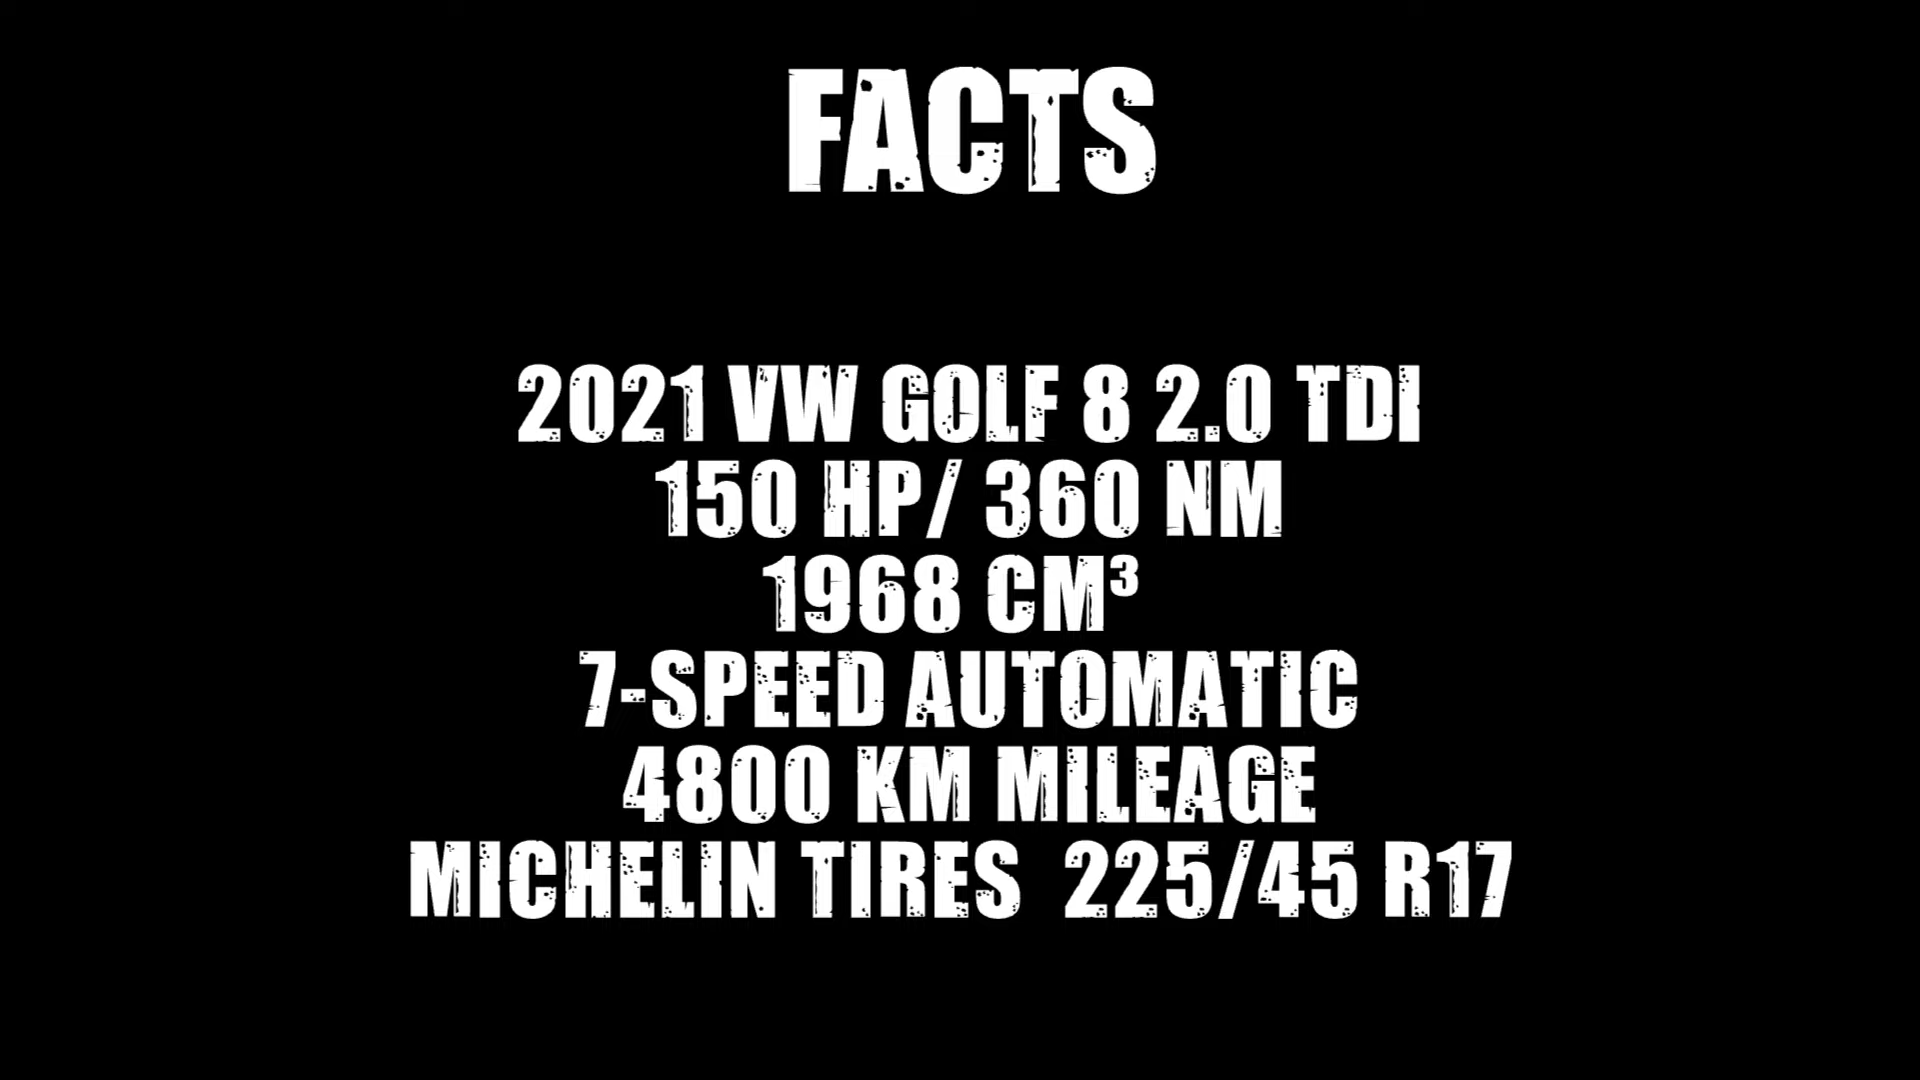 FACTS
2021 VW GOLF 8 2.0 TDI
150 HP/ 360 NM
1968 CM³
7-SPEED AUTOMATIC
4800 KM MILEAGE
MICHELIN TIRES  225/45 R17